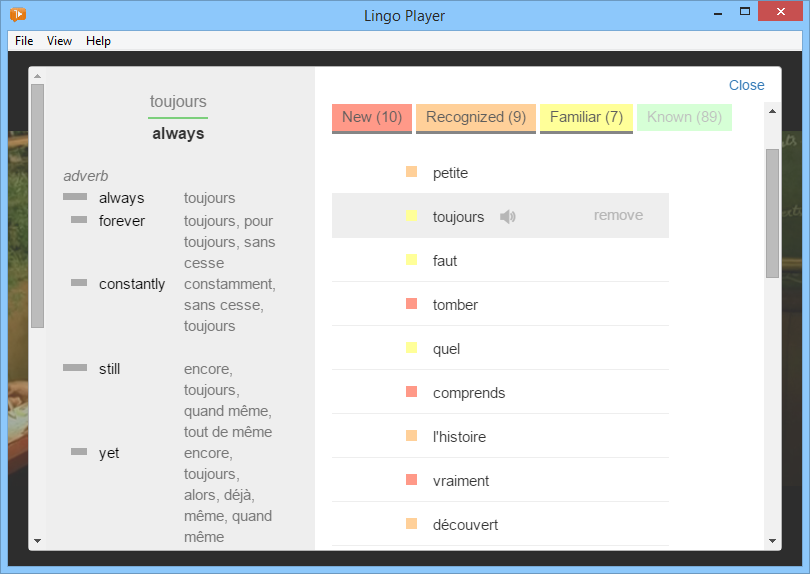 Lingo Player
File View Help
toujours
always
adverb
always toujours
forever toujours, pour
toujours, sans
cesse
constantly constamment,
sans cesse,
toujours
still encore,
toujours,
quand même,
tout de même
yet encore,
toujours,
alors, déjà,
même, quand
même
Close
New (10) Recognized (9) Familiar (7) Known (89)
petite
toujours remove
faut
tomber
quel
comprends
l'histoire
vraiment
découvert